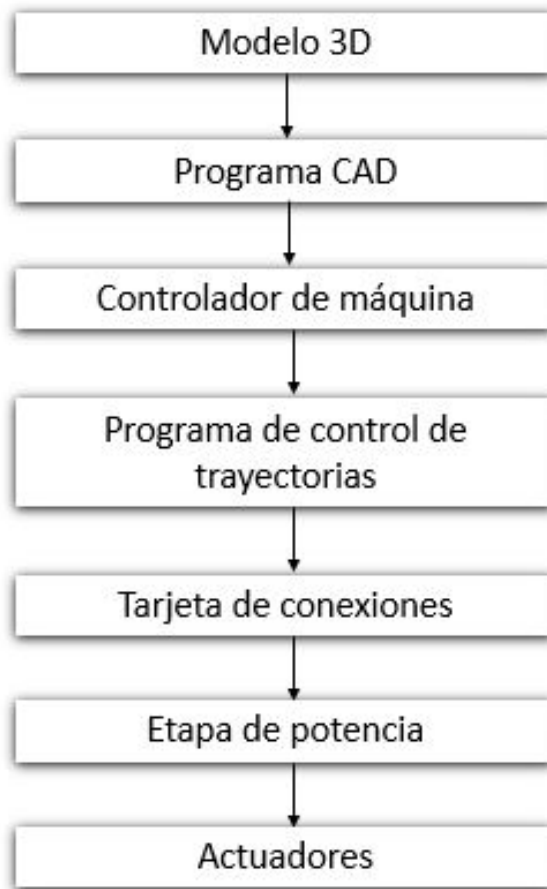 Modelo 3D
Programa CAD
Controlador de máquina
Programa de control de
trayectorias
Tarjeta de conexiones
Etapa de potencia
Actuadores